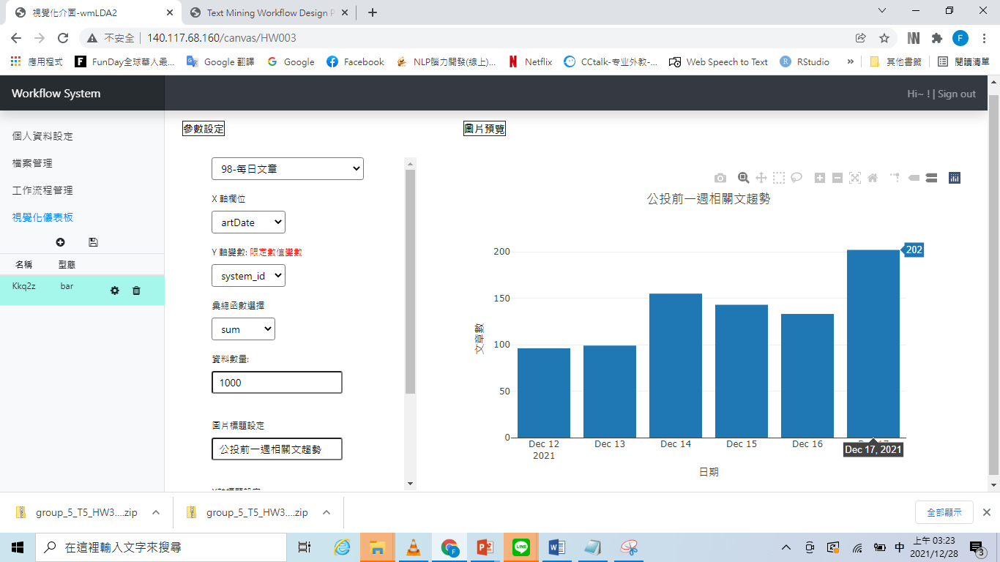 視覺化介面-wmLDA2
Text Mining Workflow Design P
不安全
140.117.68.160/canvas/HW003
F
應用程式
FunDay全球華人最...
Google 翻譯
Google
Facebook
NLP腦力開發(線上)...
Netflix
CCtalk-专业外教-...
Web Speech to Text
RStudio
»
其他書籤
閱讀清單
Workflow System
Hi~ ! | Sign out
個人資料設定
檔案管理
工作流程管理
視覺化儀表板
名稱 型態
Kkq2z bar
參數設定
98-每日文章
X 軸欄位
artDate
Y 軸變數: 限定數值變數
system_id
彙總函數選擇
sum
資料數量:
1000
圖片標題設定
公投前一週相關文趨勢
圖片預覽
公投前一週相關文趨勢
200
150
100
50
0
文章數
202
Dec 12
2021
Dec 13
Dec 14
Dec 15
Dec 16
Dec 17, 2021
日期
group_5_T5_HW3....zip
group_5_T5_HW3....zip
全部顯示
在這裡輸入文字來搜尋
中
上午 03:23
2021/12/28
3